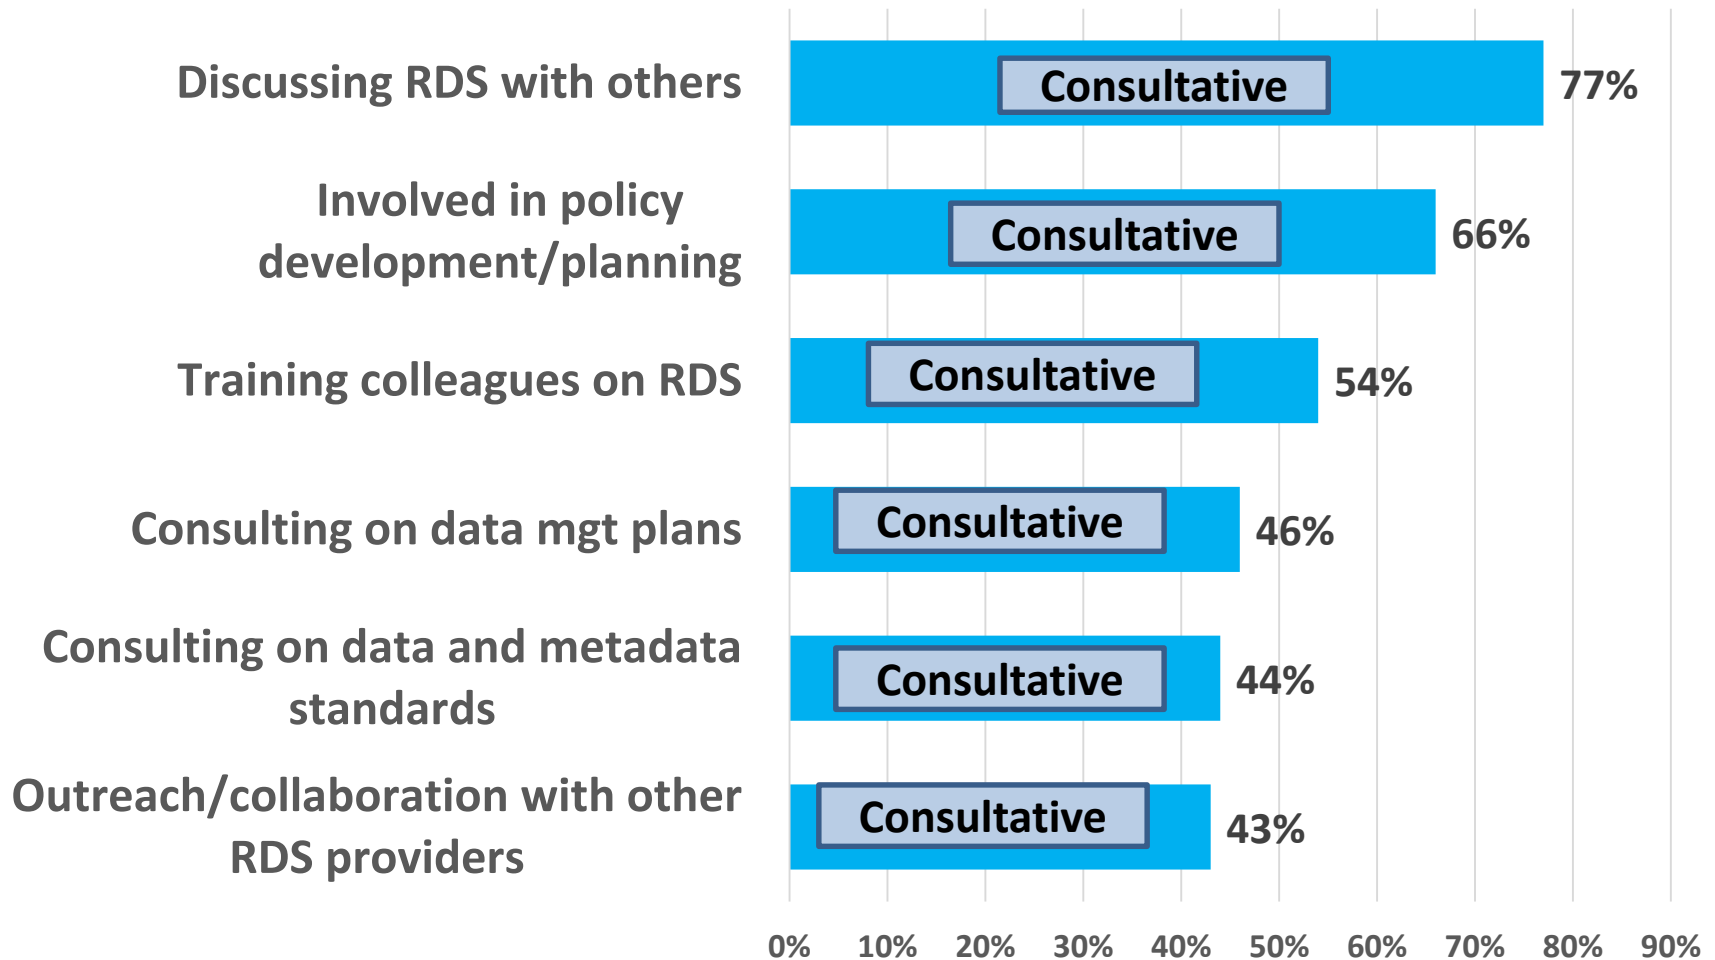 Discussing RDS with others
Consultative
77%
Involved in policy
development/planning
Consultative
66%
Training colleagues on RDS
Consultative
54%
Consulting on data mgt plans
Consultative
46%
Consulting on data and metadata
standards
Consultative
44%
Outreach/collaboration with other
RDS providers
Consultative
43%
0% 10% 20% 30% 40% 50% 60% 70% 80% 90%